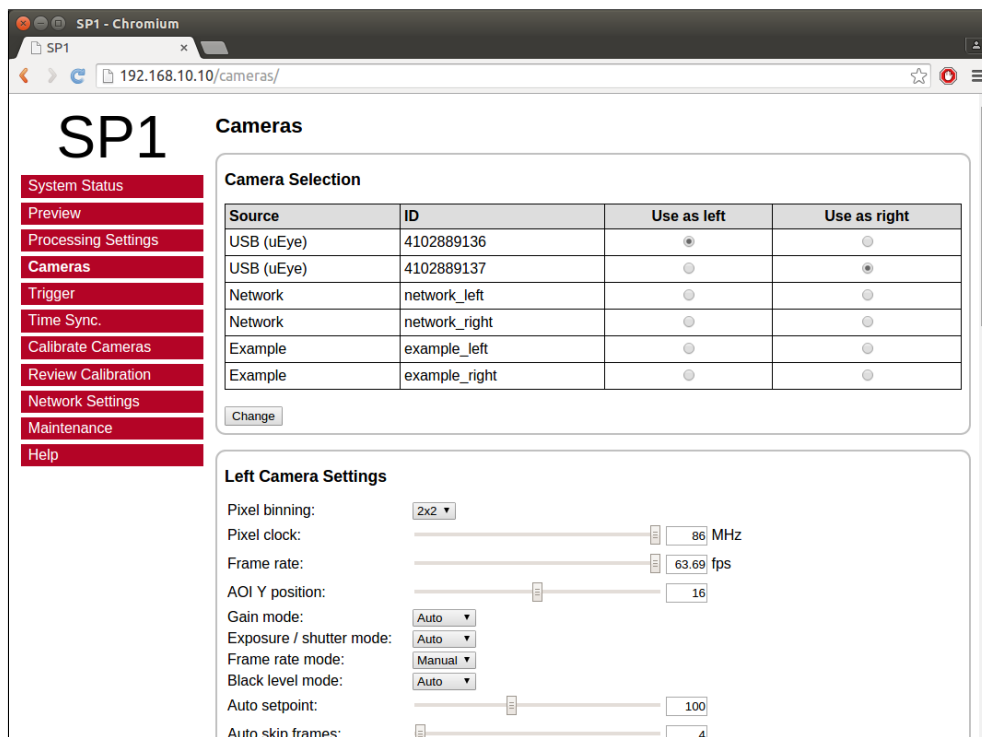 SP1 - Chromium
SP1
192.168.10.10/cameras/
SP1
System Status
Preview
Processing Settings
Cameras
Trigger
Time Sync.
Calibrate Cameras
Review Calibration
Network Settings
Maintenance
Help
Cameras
Camera Selection
Source ID Use as left Use as right
USB (uEye) 4102889136
USB (uEye) 4102889137
Network network_left
Network network_right
Example example_left
Example example_right
Change
Left Camera Settings
Pixel binning: 2x2
Pixel clock: 86 MHz
Frame rate: 63.69 fps
AOI Y position: 16
Gain mode: Auto
Exposure / shutter mode: Auto
Frame rate mode: Manual
Black level mode: Auto
Auto setpoint: 100
Auto skip frames: 4